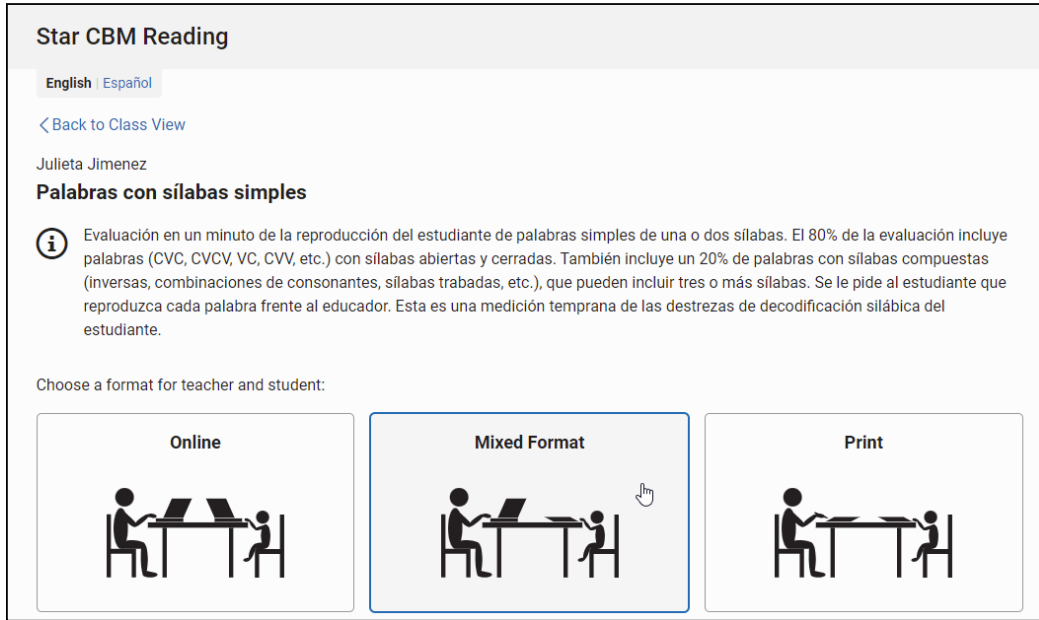 Star CBM Reading
English | Español
Back to Class View
Julieta Jimenez
Palabras con sílabas simples
Evaluación en un minuto de la reproducción del estudiante de palabras simples de una o dos sílabas. El 80% de la evaluación incluye
palabras (CVC, CVCV, VC, CVV, etc.) con sílabas abiertas y cerradas. También incluye un 20% de palabras con sílabas compuestas
(inversas, combinaciones de consonantes, sílabas trabadas, etc.), que pueden incluir tres o más sílabas. Se le pide al estudiante que
reproduzca cada palabra frente al educador. Esta es una medición temprana de las destrezas de decodificación silábica del
estudiante.
Choose a format for teacher and student:
Online
Mixed Format
Print